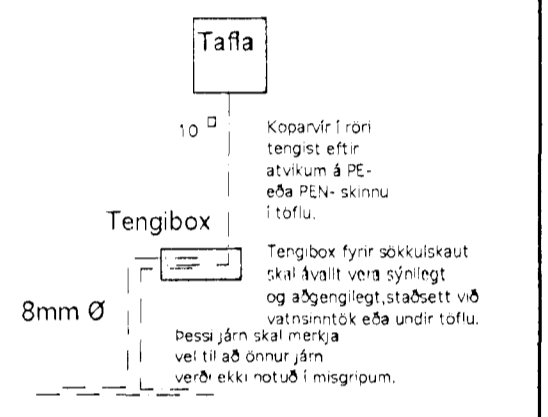 Tafla
10 □
Koparvír í röri
tengist eftir
atvikum á PE-
eða PEN- skinnu
í töflu.
Tengibox
Tengibox fyrir sökkulskaut
skal ávallt vera sýnilegt
og aðgengilegt,staðsett við
vatnsinntök eða undir töflu.
8mm Ø
Þessi járn skal merkja
vel til að önnur járn
verði ekki notuð í misgripum.